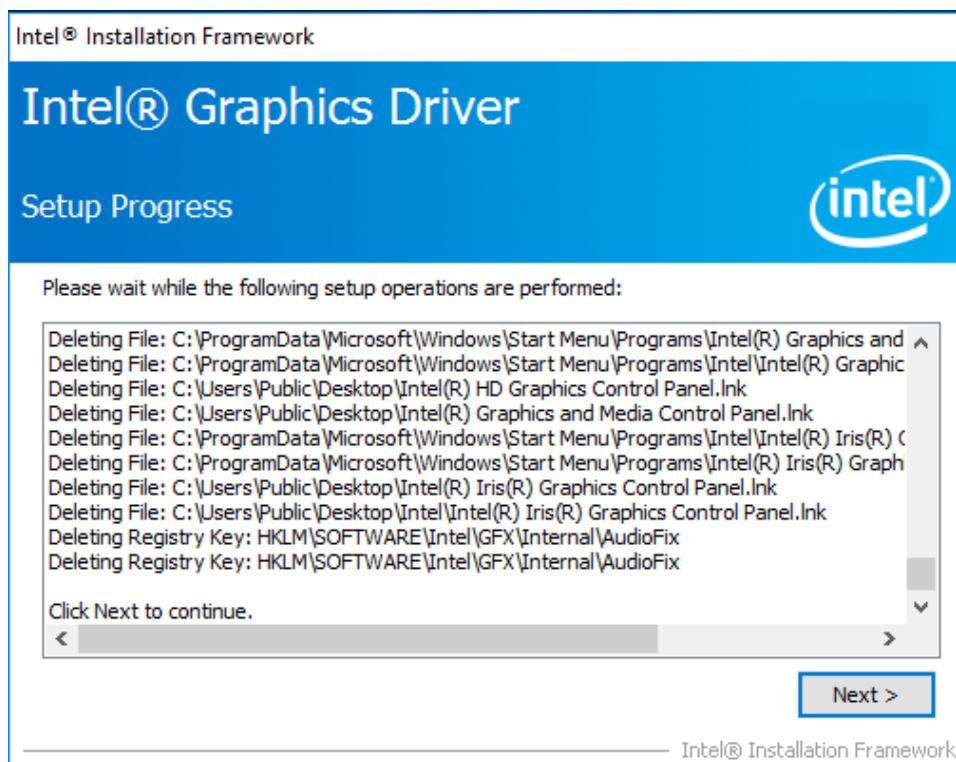 Intel® Installation Framework
Intel® Graphics Driver
Setup Progress
intel
Please wait while the following setup operations are performed:
Deleting File: C:\ProgramData\Microsoft\Windows\Start Menu\Programs\Intel(R) Graphics and
Deleting File: C:\ProgramData\Microsoft\Windows\Start Menu\Programs\Intel\Intel(R) Graphic
Deleting File: C:\Users\Public\Desktop\Intel(R) HD Graphics Control Panel.lnk
Deleting File: C:\Users\Public\Desktop\Intel(R) Graphics and Media Control Panel.lnk
Deleting File: C:\ProgramData\Microsoft\Windows\Start Menu\Programs\Intel\Intel(R) Iris(R) G
Deleting File: C:\ProgramData\Microsoft\Windows\Start Menu\Programs\Intel(R) Iris(R) Graph
Deleting File: C:\Users\Public\Desktop\Intel(R) Iris(R) Graphics Control Panel.lnk
Deleting File: C:\Users\Public\Desktop\Intel\Intel(R) Iris(R) Graphics Control Panel.lnk
Deleting Registry Key: HKLM\SOFTWARE\Intel\GFX\Internal\AudioFix
Deleting Registry Key: HKLM\SOFTWARE\Intel\GFX\Internal\AudioFix
Click Next to continue.
Next >
Intel® Installation Framework